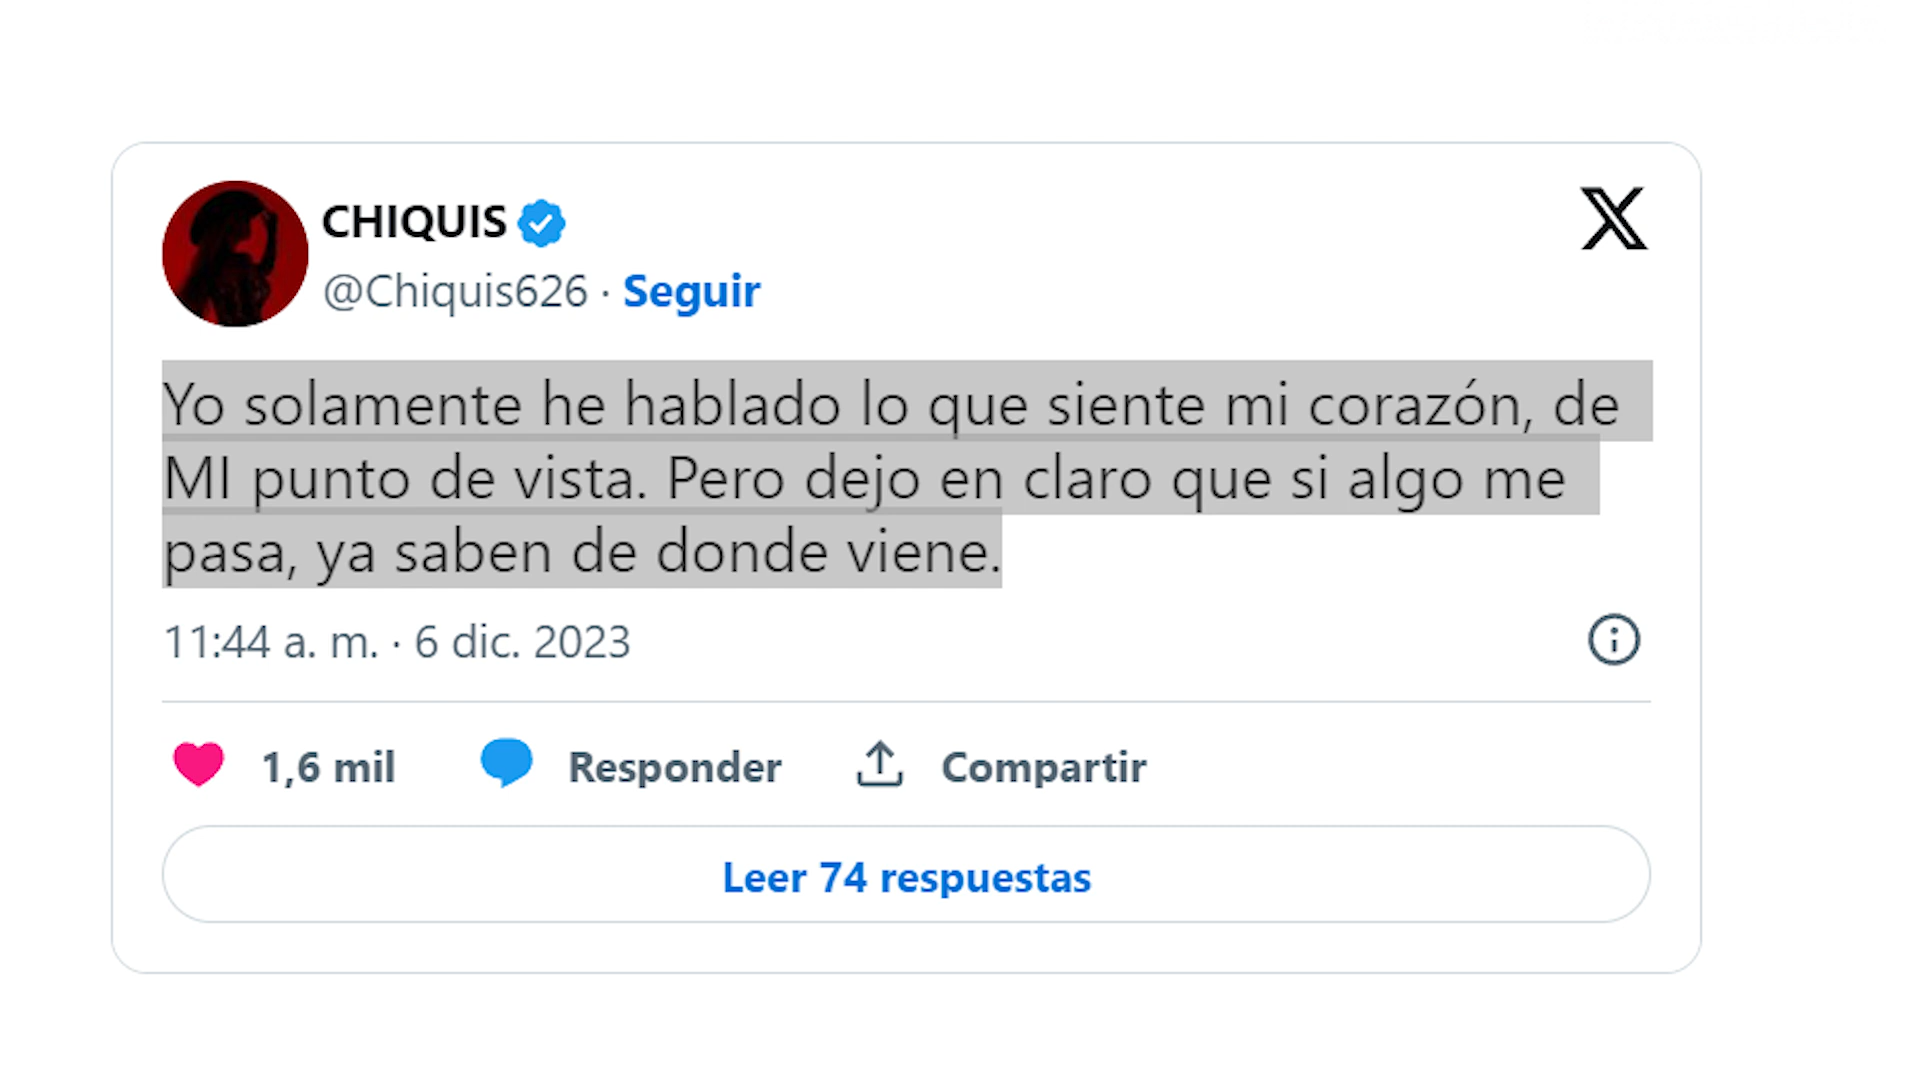 CHIQUIS
@Chiquis626 · Seguir
Yo solamente he hablado lo que siente mi corazón, de
MI punto de vista. Pero dejo en claro que si algo me
pasa, ya saben de donde viene.
11:44 a. m. · 6 dic. 2023
1,6 mil Responder Compartir
Leer 74 respuestas